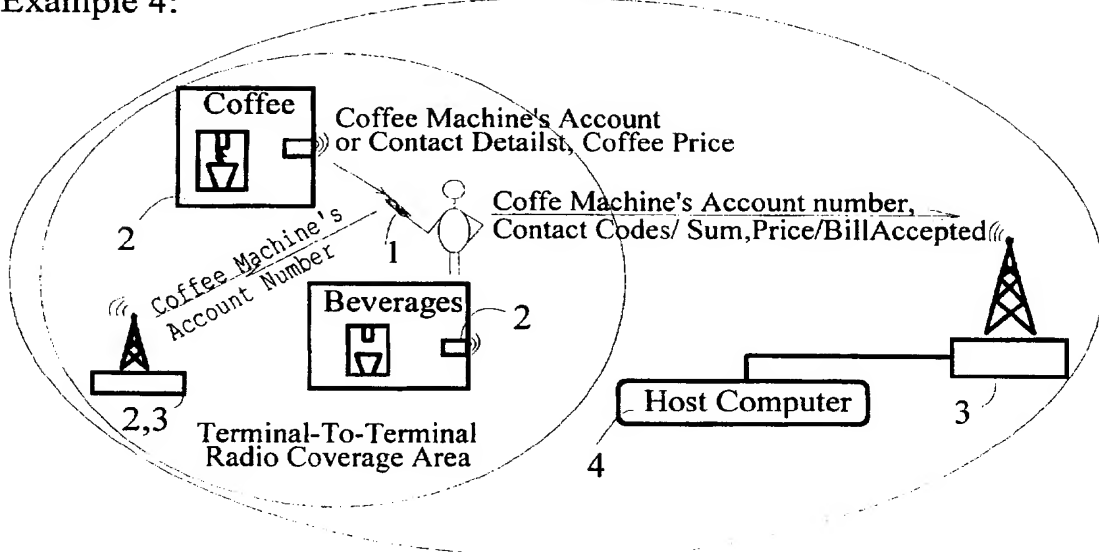 Example 4:
Coffee
Coffee Machine's Account
or Contact Detailst, Coffee Price
2
1
Coffe Machine's Account number,
Contact Codes/ Sum,Price/BillAccepted
Coffee Machine's
Account Number
Beverages
2
2,3
Terminal-To-Terminal
Radio Coverage Area
Host Computer
3
4